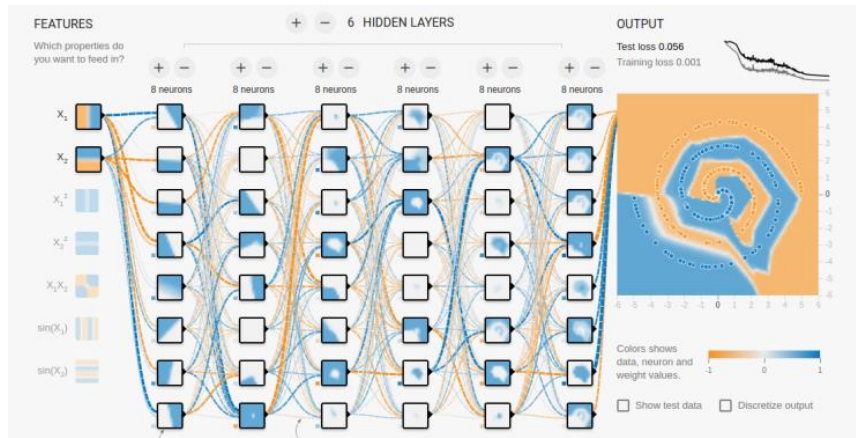 FEATURES
Which properties do
you want to feed in?
X₁
X₂
X₁²
X₂²
X₁X₂
sin(X₁)
sin(X₂)
+ − 6 HIDDEN LAYERS
+ − + − + − + − + − + −
8 neurons 8 neurons 8 neurons 8 neurons 8 neurons 8 neurons
OUTPUT
Test loss 0.056
Training loss 0.001
6
5
4
3
2
1
0
-1
-2
-3
-4
-5
-6
-6 -5 -4 -3 -2 -1 0 1 2 3 4 5 6
Colors shows
data, neuron and
weight values.
-1 0 1
Show test data Discretize output